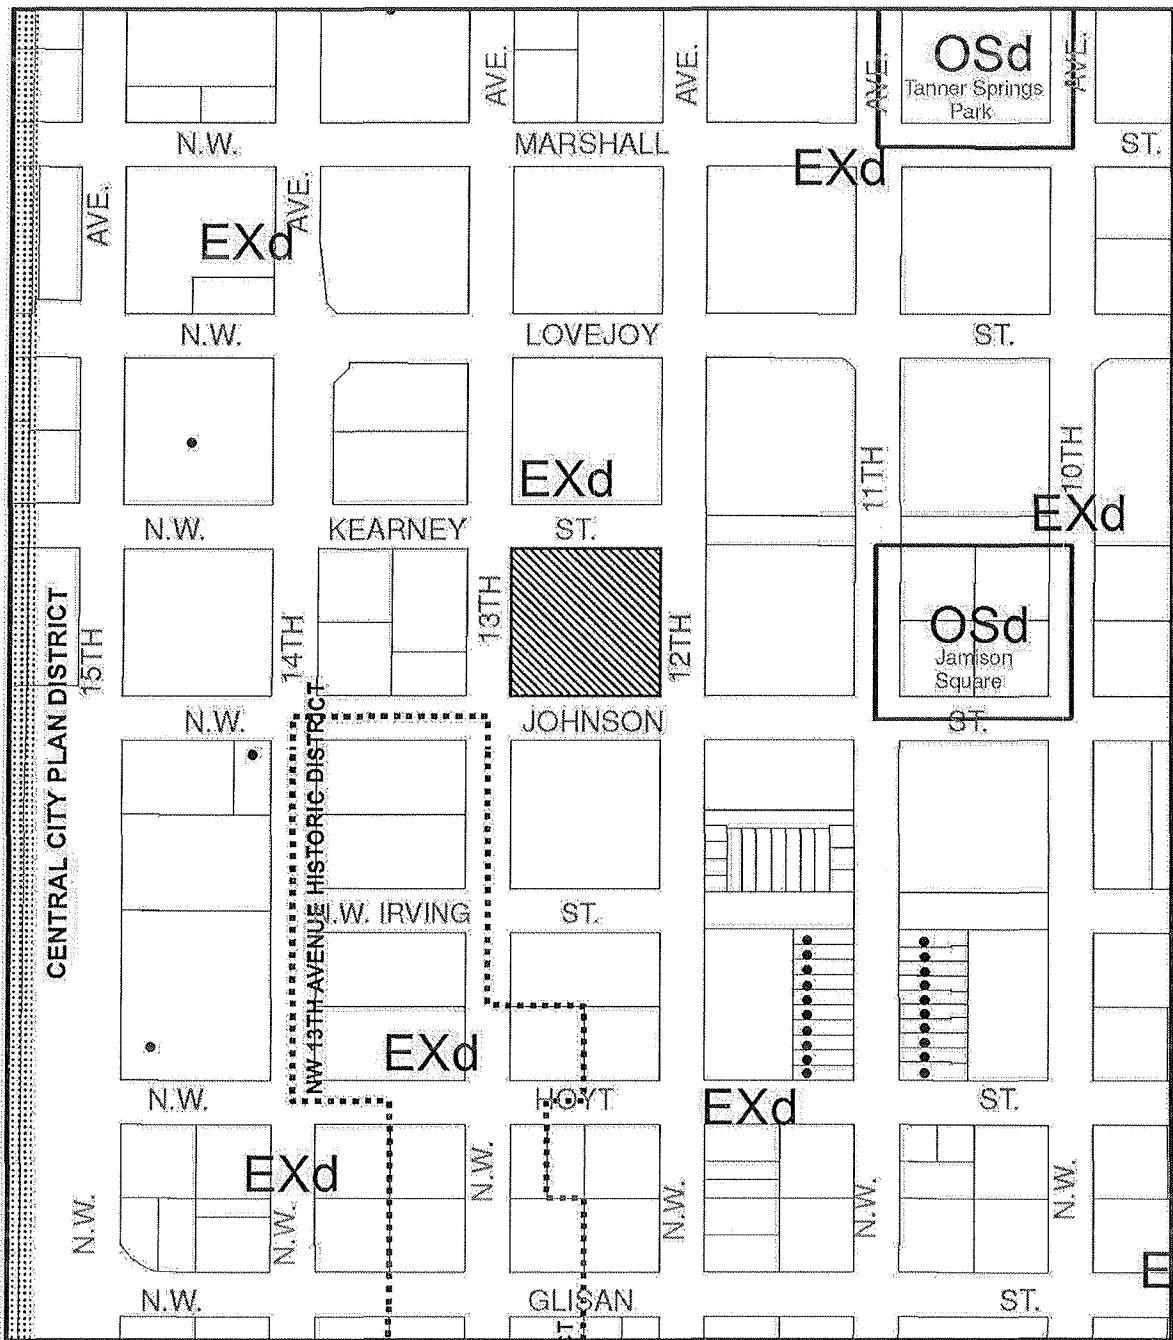 OSd
Tanner Springs
Park
AVE.
AVE.
AVE.
AVE.
N.W.
MARSHALL
ST.
EXd
AVE.
AVE.
EXd
N.W.
LOVEJOY
ST.
EXd
11TH
10TH
EXd
N.W.
KEARNEY
ST.
CENTRAL CITY PLAN DISTRICT
15TH
14TH
13TH
12TH
OSd
Jamison
Square
N.W.
JOHNSON
ST.
NW 13TH AVENUE HISTORIC DISTRICT
N.W. IRVING
ST.
EXd
N.W.
HOYT
EXd
ST.
EXd
N.W.
N.W.
N.W.
N.W.
N.W.
N.W.
N.W.
GLISAN
ST.